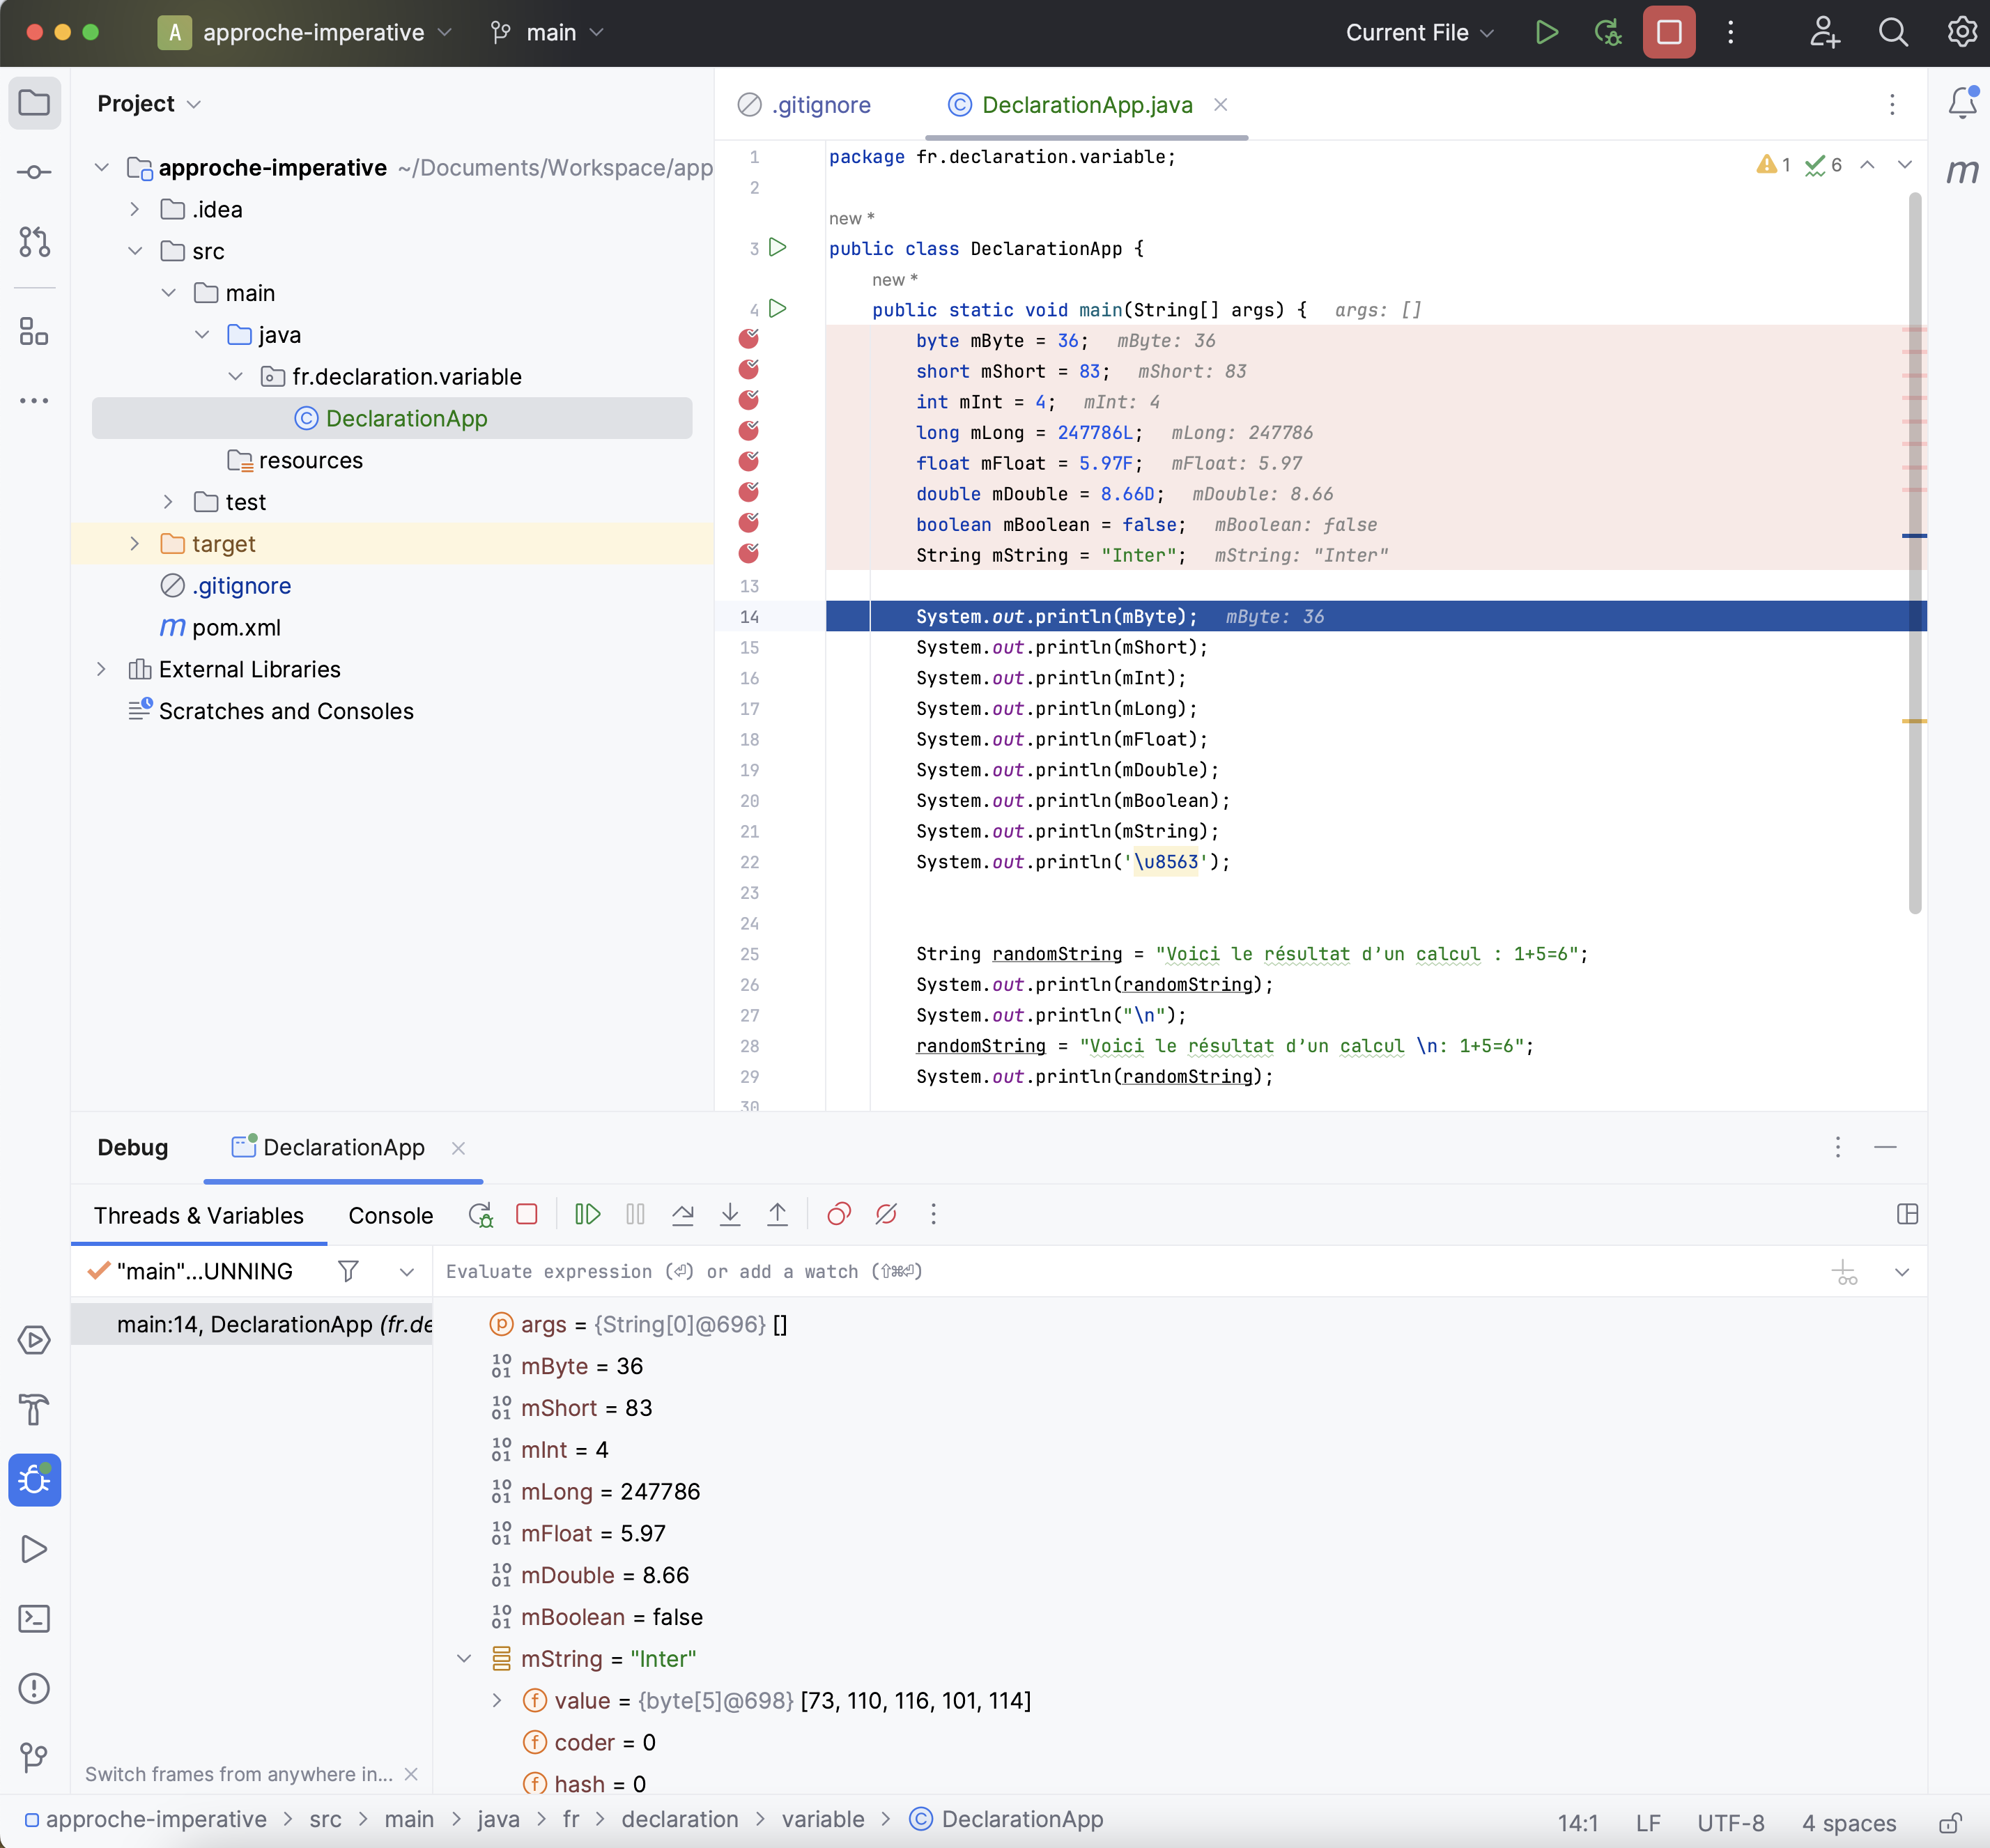 A approche-imperative main Current File
Project
approche-imperative ~/Documents/Workspace/app
.idea
src
main
java
fr.declaration.variable
DeclarationApp
resources
test
target
.gitignore
m pom.xml
External Libraries
Scratches and Consoles
.gitignore DeclarationApp.java
1 6
m
1 package fr.declaration.variable;
2
new *
3 public class DeclarationApp {
new *
4 public static void main(String[] args) { args: []
byte mByte = 36; mByte: 36
short mShort = 83; mShort: 83
int mInt = 4; mInt: 4
long mLong = 247786L; mLong: 247786
float mFloat = 5.97F; mFloat: 5.97
double mDouble = 8.66D; mDouble: 8.66
boolean mBoolean = false; mBoolean: false
String mString = "Inter"; mString: "Inter"
13
14 System.out.println(mByte); mByte: 36
15 System.out.println(mShort);
16 System.out.println(mInt);
17 System.out.println(mLong);
18 System.out.println(mFloat);
19 System.out.println(mDouble);
20 System.out.println(mBoolean);
21 System.out.println(mString);
22 System.out.println('\u8563');
23
24
25 String randomString = "Voici le résultat d’un calcul : 1+5=6";
26 System.out.println(randomString);
27 System.out.println("\n");
28 randomString = "Voici le résultat d’un calcul \n: 1+5=6";
29 System.out.println(randomString);
30
Debug DeclarationApp
Threads & Variables Console
"main"...UNNING
Evaluate expression (⏎) or add a watch (⇧⌘⏎)
main:14, DeclarationApp (fr.de
args = {String[0]@696} []
mByte = 36
mShort = 83
mInt = 4
mLong = 247786
mFloat = 5.97
mDouble = 8.66
mBoolean = false
mString = "Inter"
value = {byte[5]@698} [73, 110, 116, 101, 114]
coder = 0
hash = 0
Switch frames from anywhere in...
approche-imperative > src > main > java > fr > declaration > variable > DeclarationApp
14:1 LF UTF-8 4 spaces